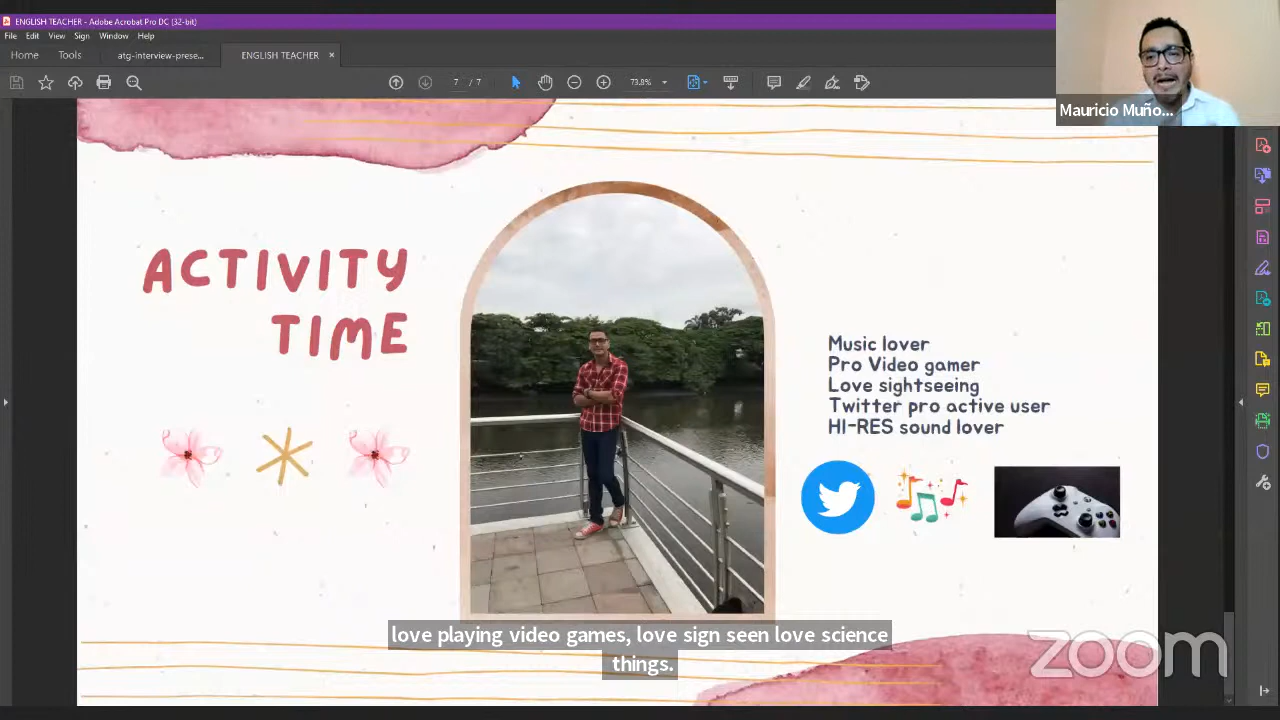 ENGLISH TEACHER - Adobe Acrobat Pro DC (32-bit)
File Edit View Sign Window Help
Home Tools atg-interview-prese... ENGLISH TEACHER ×
7 / 7 73.8%
Mauricio Muño...
ACTIVITY
TIME
Music lover
Pro Video gamer
Love sightseeing
Twitter pro active user
HI-RES sound lover
love playing video games, love sign seen love science
things.
zoom